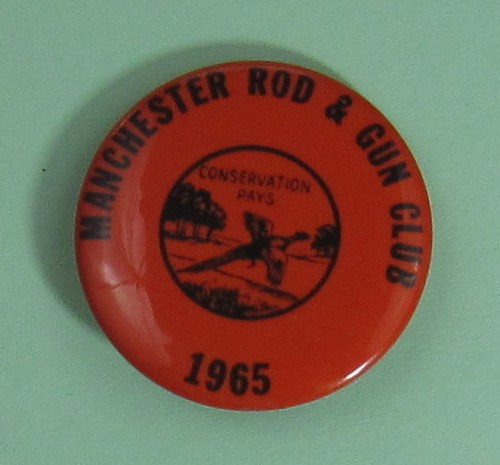 MANCHESTER ROD & GUN CLUB
CONSERVATION
PAYS
1965